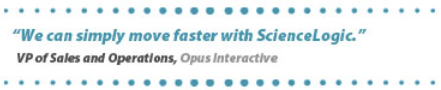 “We can simply move faster with ScienceLogic.”
VP of Sales and Operations, Opus Interactive